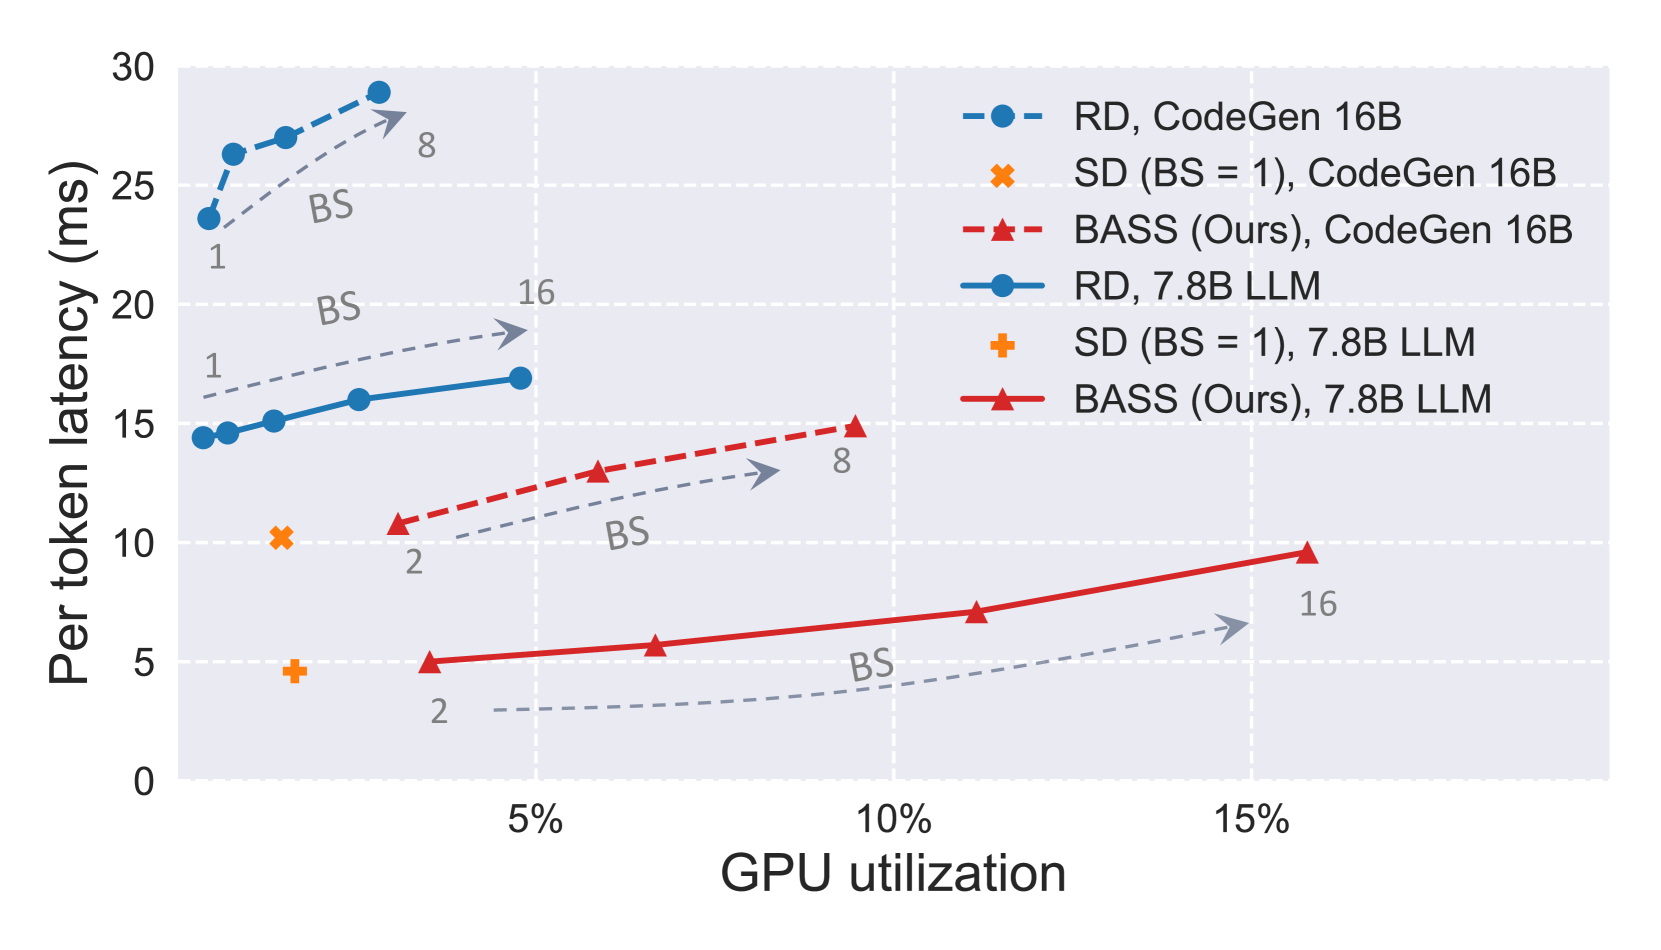 Per token latency (ms)
30
25
20
15
10
5
0
5%
10%
15%
GPU utilization
RD, CodeGen 16B
SD (BS = 1), CodeGen 16B
BASS (Ours), CodeGen 16B
RD, 7.8B LLM
SD (BS = 1), 7.8B LLM
BASS (Ours), 7.8B LLM
8
BS
1
16
BS
1
8
BS
2
16
BS
2